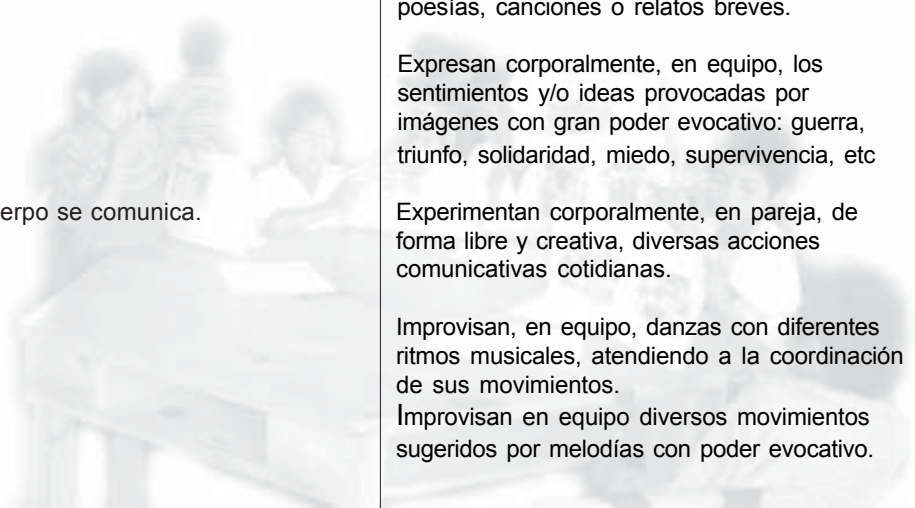 poesías, canciones o relatos breves.
Expresan corporalmente, en equipo, los
sentimientos y/o ideas provocadas por
imágenes con gran poder evocativo: guerra,
triunfo, solidaridad, miedo, supervivencia, etc
erpo se comunica.
Experimentan corporalmente, en pareja, de
forma libre y creativa, diversas acciones
comunicativas cotidianas.
Improvisan, en equipo, danzas con diferentes
ritmos musicales, atendiendo a la coordinación
de sus movimientos.
Improvisan en equipo diversos movimientos
sugeridos por melodías con poder evocativo.